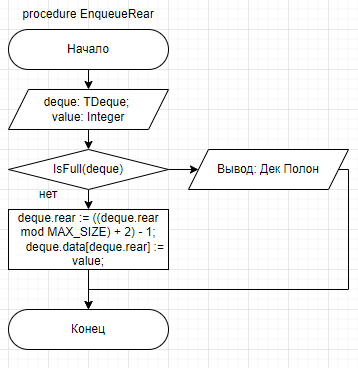 procedure EnqueueRear
Начало
deque: TDeque;
value: Integer
IsFull(deque)
Вывод: Дек Полон
нет
deque.rear := ((deque.rear
mod MAX_SIZE) + 2) - 1;
deque.data[deque.rear] :=
value;
Конец